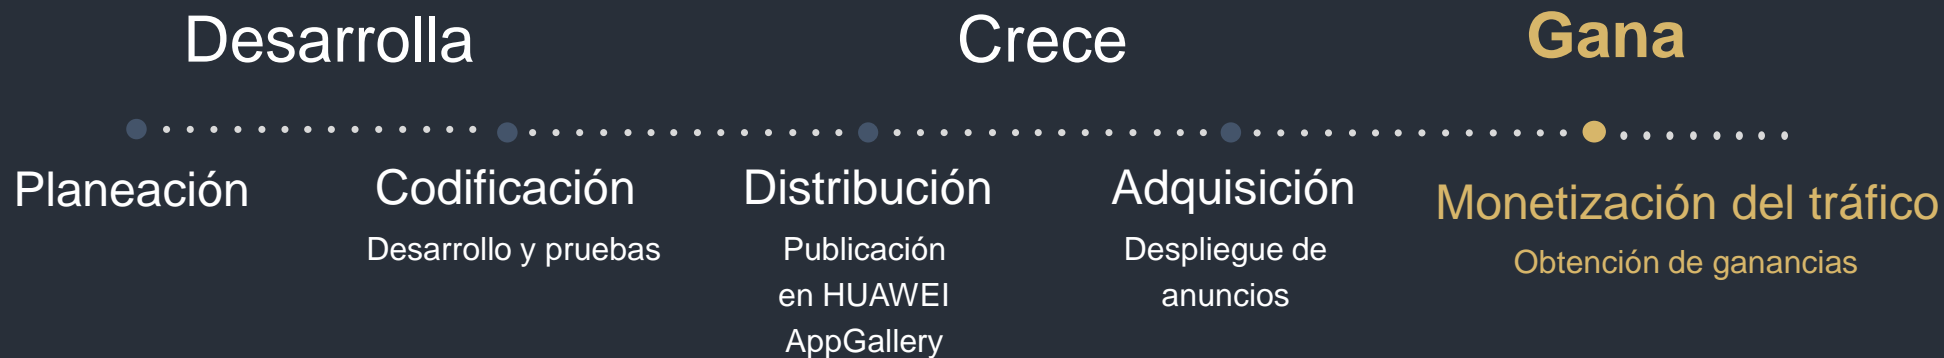 Desarrolla
Crece
Gana
Planeación
Codificación
Desarrollo y pruebas
Distribución
Publicación
en HUAWEI
AppGallery
Adquisición
Despliegue de
anuncios
Monetización del tráfico
Obtención de ganancias